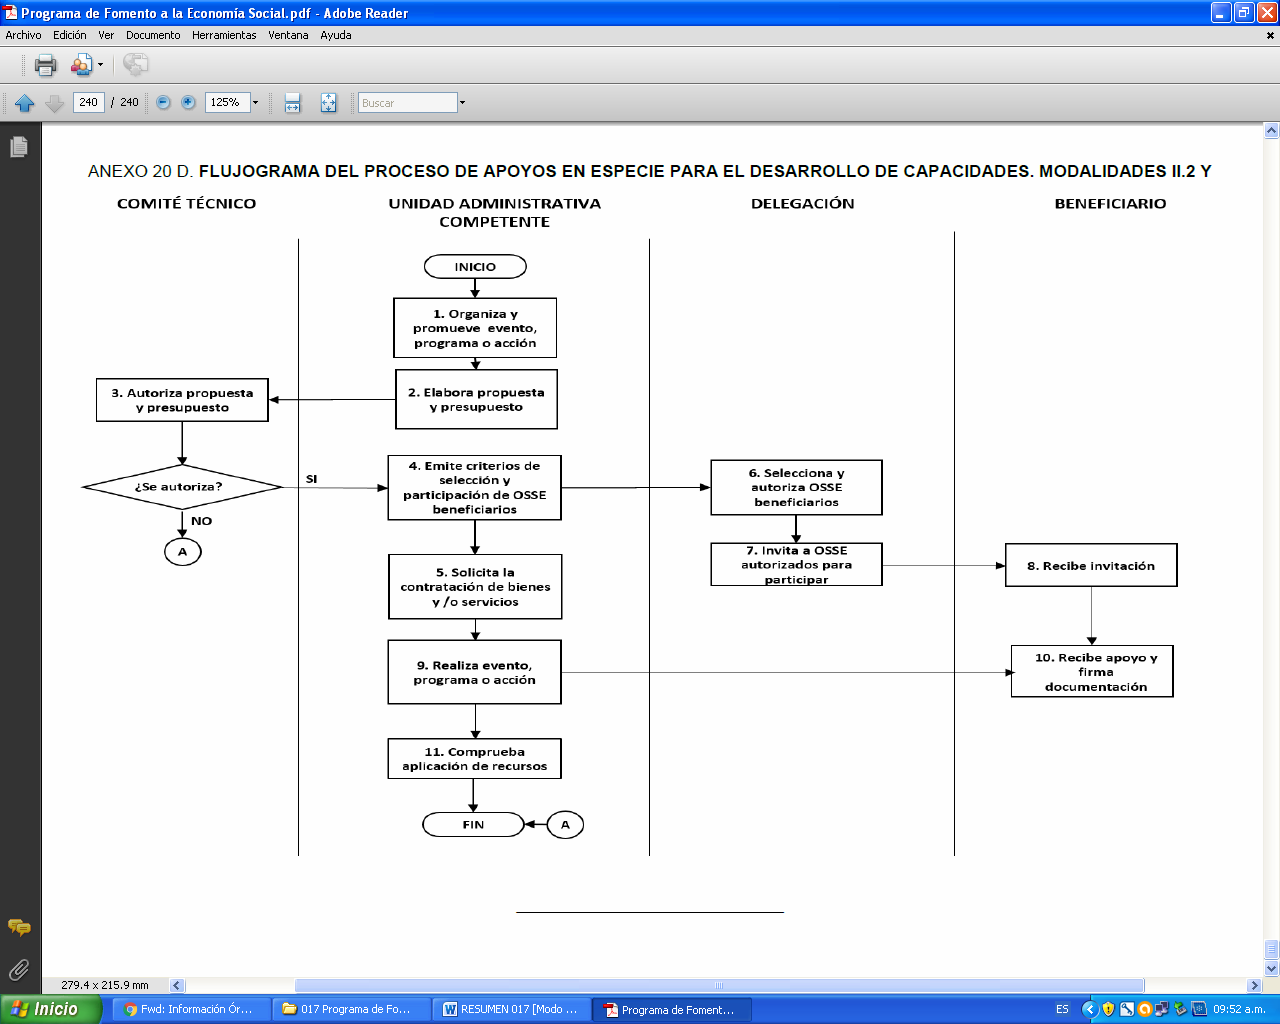 Programa de Fomento a la Economía Social.pdf - Adobe Reader
Archivo Edición Ver Documento Herramientas Ventana Ayuda
240 / 240 125% Buscar
ANEXO 20 D. FLUJOGRAMA DEL PROCESO DE APOYOS EN ESPECIE PARA EL DESARROLLO DE CAPACIDADES. MODALIDADES II.2 Y
COMITÉ TÉCNICO
UNIDAD ADMINISTRATIVA
COMPETENTE
DELEGACIÓN
BENEFICIARIO
INICIO
1. Organiza y
promueve evento,
programa o acción
2. Elabora propuesta
y presupuesto
3. Autoriza propuesta
y presupuesto
¿Se autoriza?
SI
NO
A
4. Emite criterios de
selección y
participación de OSSE
beneficiarios
5. Solicita la
contratación de bienes
y /o servicios
6. Selecciona y
autoriza OSSE
beneficiarios
7. Invita a OSSE
autorizados para
participar
8. Recibe invitación
9. Realiza evento,
programa o acción
10. Recibe apoyo y
firma
documentación
11. Comprueba
aplicación de recursos
FIN
A
279.4 x 215.9 mm
Inicio
Fwd: Información Ór...
017 Programa de Fo...
RESUMEN 017 [Modo ...
Programa de Foment...
ES
09:52 a.m.